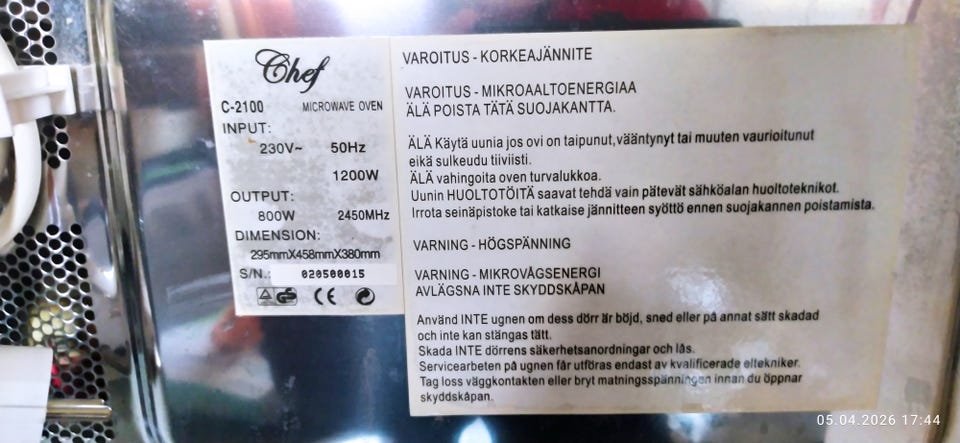 Chef
C-2100 MICROWAVE OVEN
INPUT:
230V~ 50Hz
1200W
OUTPUT:
800W 2450MHz
DIMENSION:
295mmX458mmX380mm
S/N.: 020500015
VAROITUS - KORKEAJÄNNITE
VAROITUS - MIKROAALTOENERGIAA
ÄLÄ POISTA TÄTÄ SUOJAKANTTA.
ÄLÄ Käytä uunia jos ovi on taipunut,vääntynyt tai muuten vaurioitunut
eikä sulkeudu tiiviisti.
ÄLÄ vahingoita oven turvalukkoa.
Uunin HUOLTOTÖITÄ saavat tehdä vain pätevät sähköalan huoltoteknikot.
Irrota seinäpistoke tai katkaise jännitteen syöttö ennen suojakannen poistamista.
VARNING - HÖGSPÄNNING
VARNING - MIKROVÅGSENERGI
AVLÄGSNA INTE SKYDDSKÅPAN
Använd INTE ugnen om dess dörr är böjd, sned eller på annat sätt skadad
och inte kan stängas tätt.
Skada INTE dörrens säkerhetsanordningar och lås.
Servicearbeten på ugnen får utföras endast av kvalificerade eltekniker.
Tag loss väggkontakten eller bryt matningsspänningen innan du öppnar
skyddskåpan.
05.04.2026 17:44